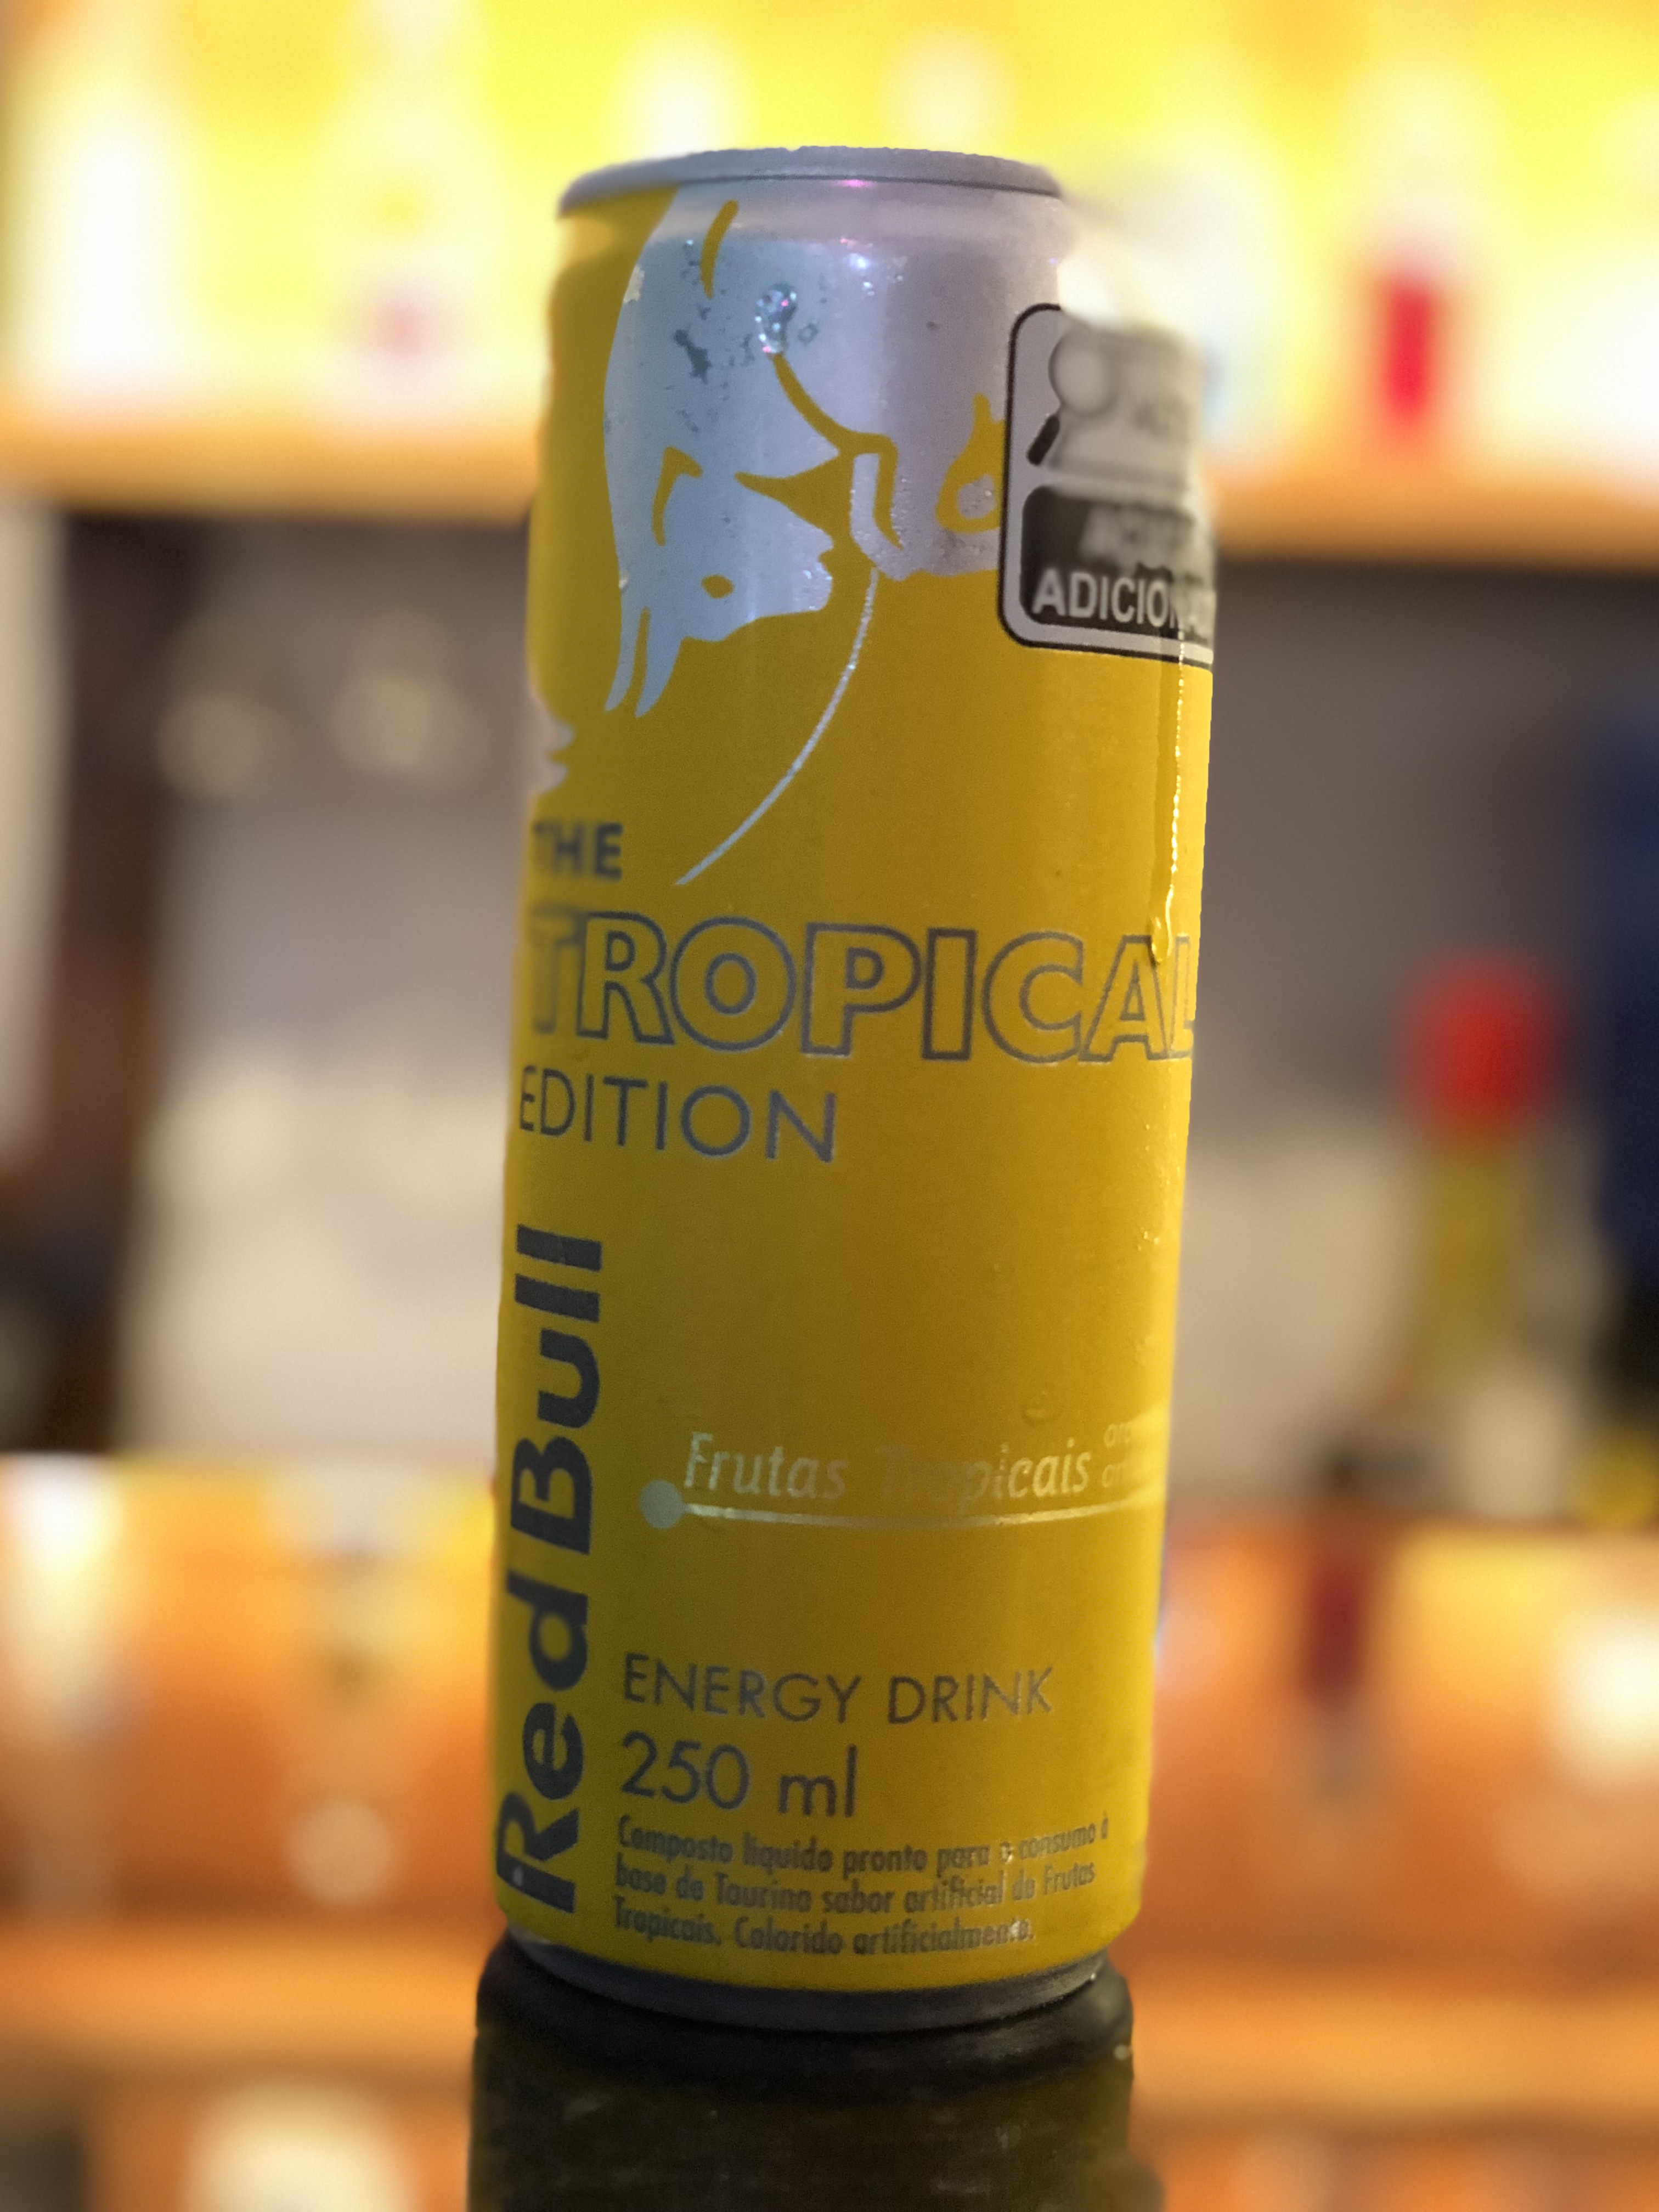 ADICIONADO
THE
TROPICAL
EDITION
Red Bull
Frutas Tropicais
ENERGY DRINK
250 ml
Composto líquido pronto para o consumo à
base de Taurina sabor artificial de Frutas
Tropicais. Colorido artificialmente.